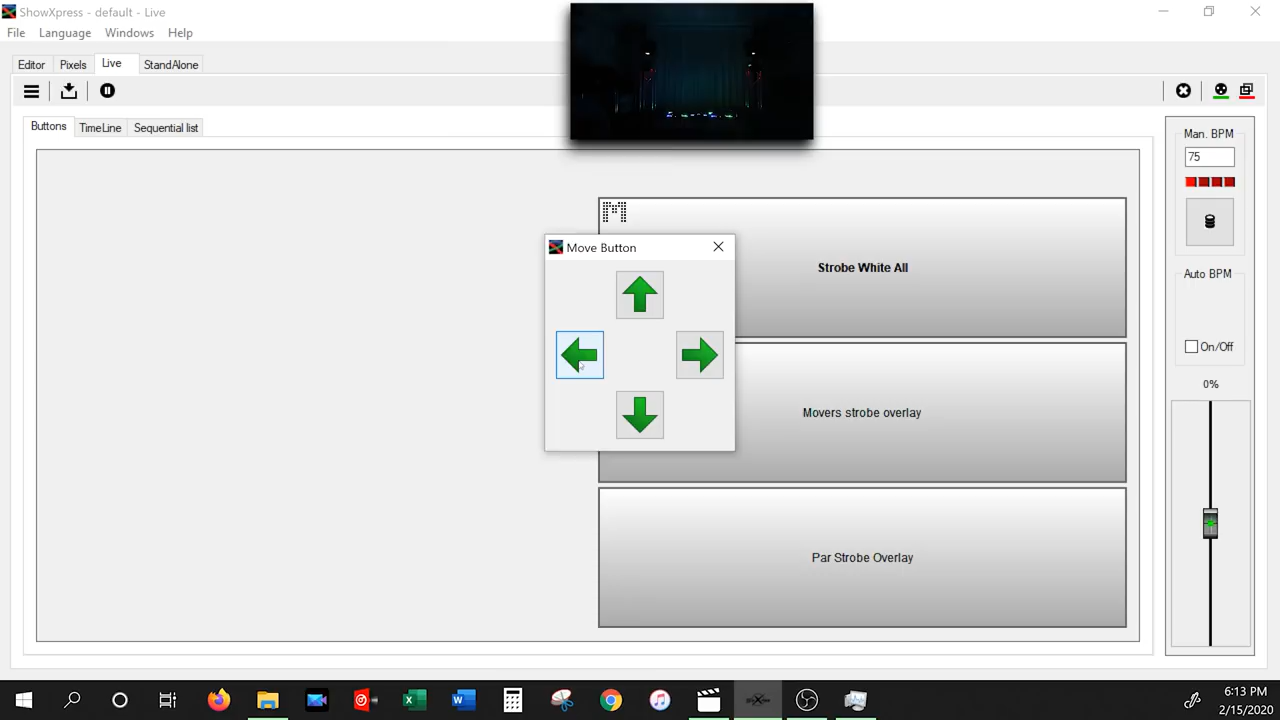 ShowXpress - default - Live
File Language Windows Help
Editor Pixels Live StandAlone
Buttons TimeLine Sequential list
Man. BPM
75
M
Move Button
Strobe White All
Auto BPM
On/Off
0%
Movers strobe overlay
Par Strobe Overlay
6:13 PM
2/15/2020